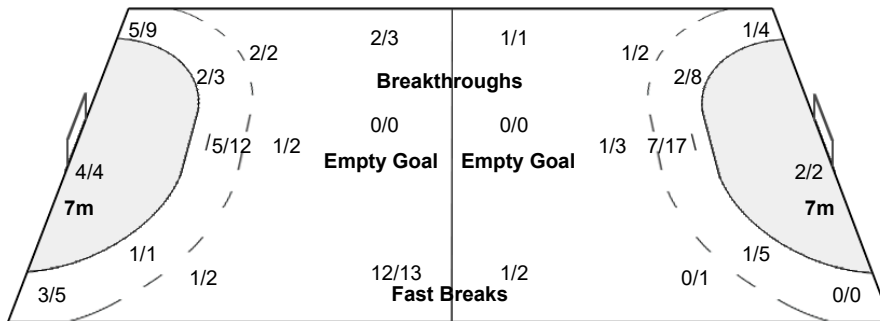 5/9 2/2 2/3 1/1 1/2 1/4
2/3 Breakthroughs 2/8
5/12 1/2 0/0 0/0 1/3 7/17
4/4 Empty Goal Empty Goal 2/2
7m 7m
1/1 1/5
3/5 1/2 12/13 1/2 0/1 0/0
Fast Breaks